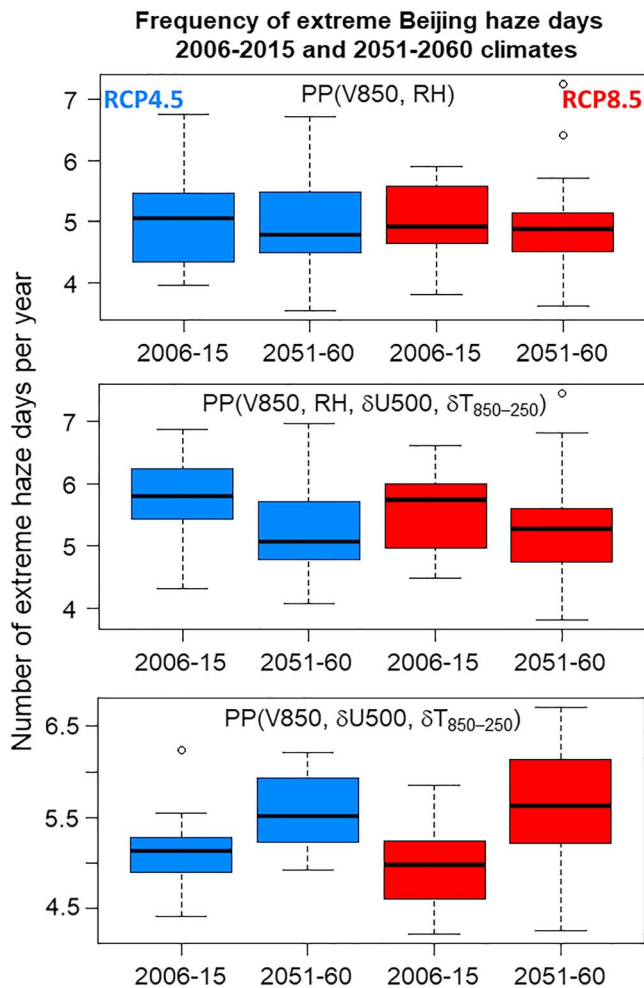 Frequency of extreme Beijing haze days
2006-2015 and 2051-2060 climates
Number of extreme haze days per year
RCP4.5 PP(V850, RH) RCP8.5
7
6
5
4
2006-15 2051-60 2006-15 2051-60
PP(V850, RH, δU500, δT₈₅₀₋₂₅₀)
7
6
5
4
2006-15 2051-60 2006-15 2051-60
PP(V850, δU500, δT₈₅₀₋₂₅₀)
6.5
5.5
4.5
2006-15 2051-60 2006-15 2051-60